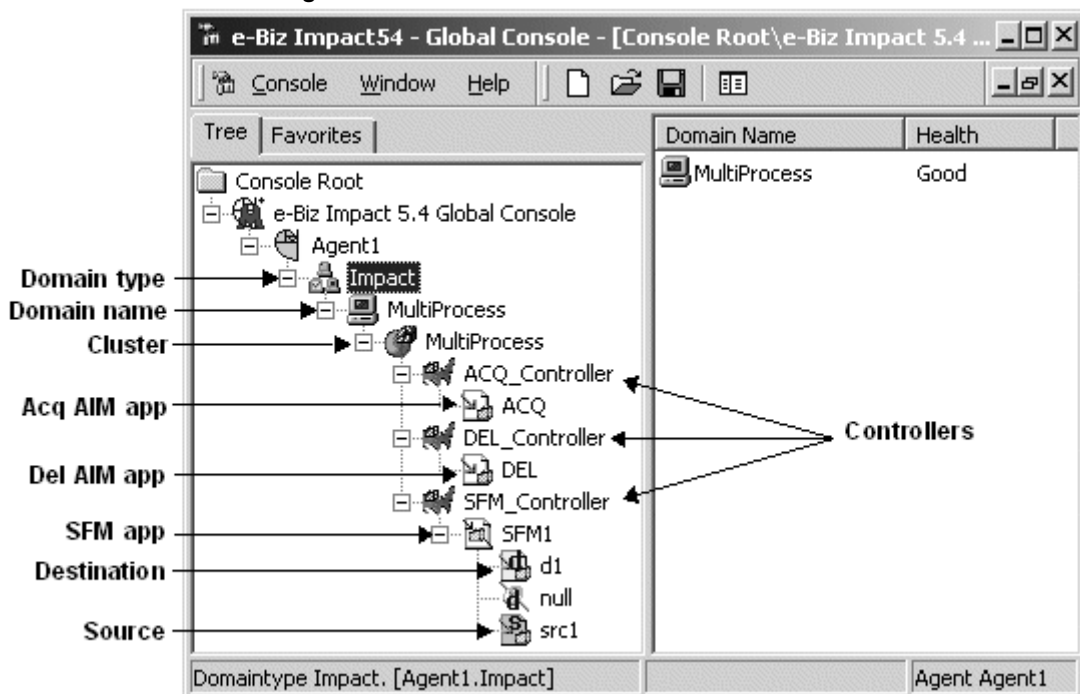 e-Biz Impact54 - Global Console - [Console Root\e-Biz Impact 5.4 ...
Console Window Help
Tree Favorites
Domain Name Health
Console Root
MultiProcess Good
e-Biz Impact 5.4 Global Console
Agent1
Domain type Impact
Domain name MultiProcess
Cluster MultiProcess
ACQ_Controller
Acq AIM app ACQ
DEL_Controller Controllers
Del AIM app DEL
SFM_Controller
SFM app SFM1
Destination d1
null
Source src1
Domaintype Impact. [Agent1.Impact] Agent Agent1